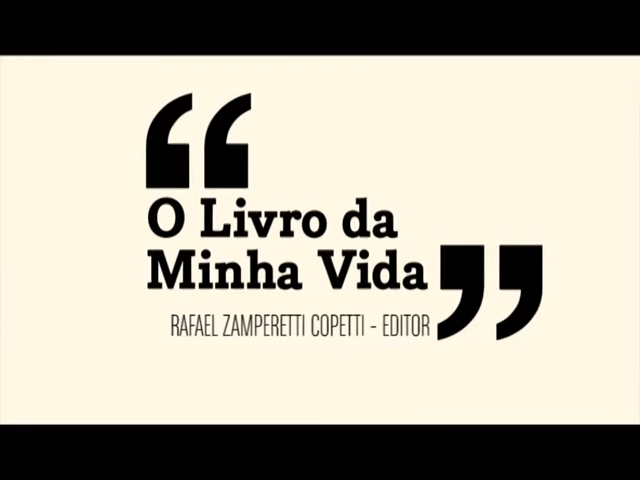 “
O Livro da
Minha Vida ”
RAFAEL ZAMPERETTI COPETTI - EDITOR